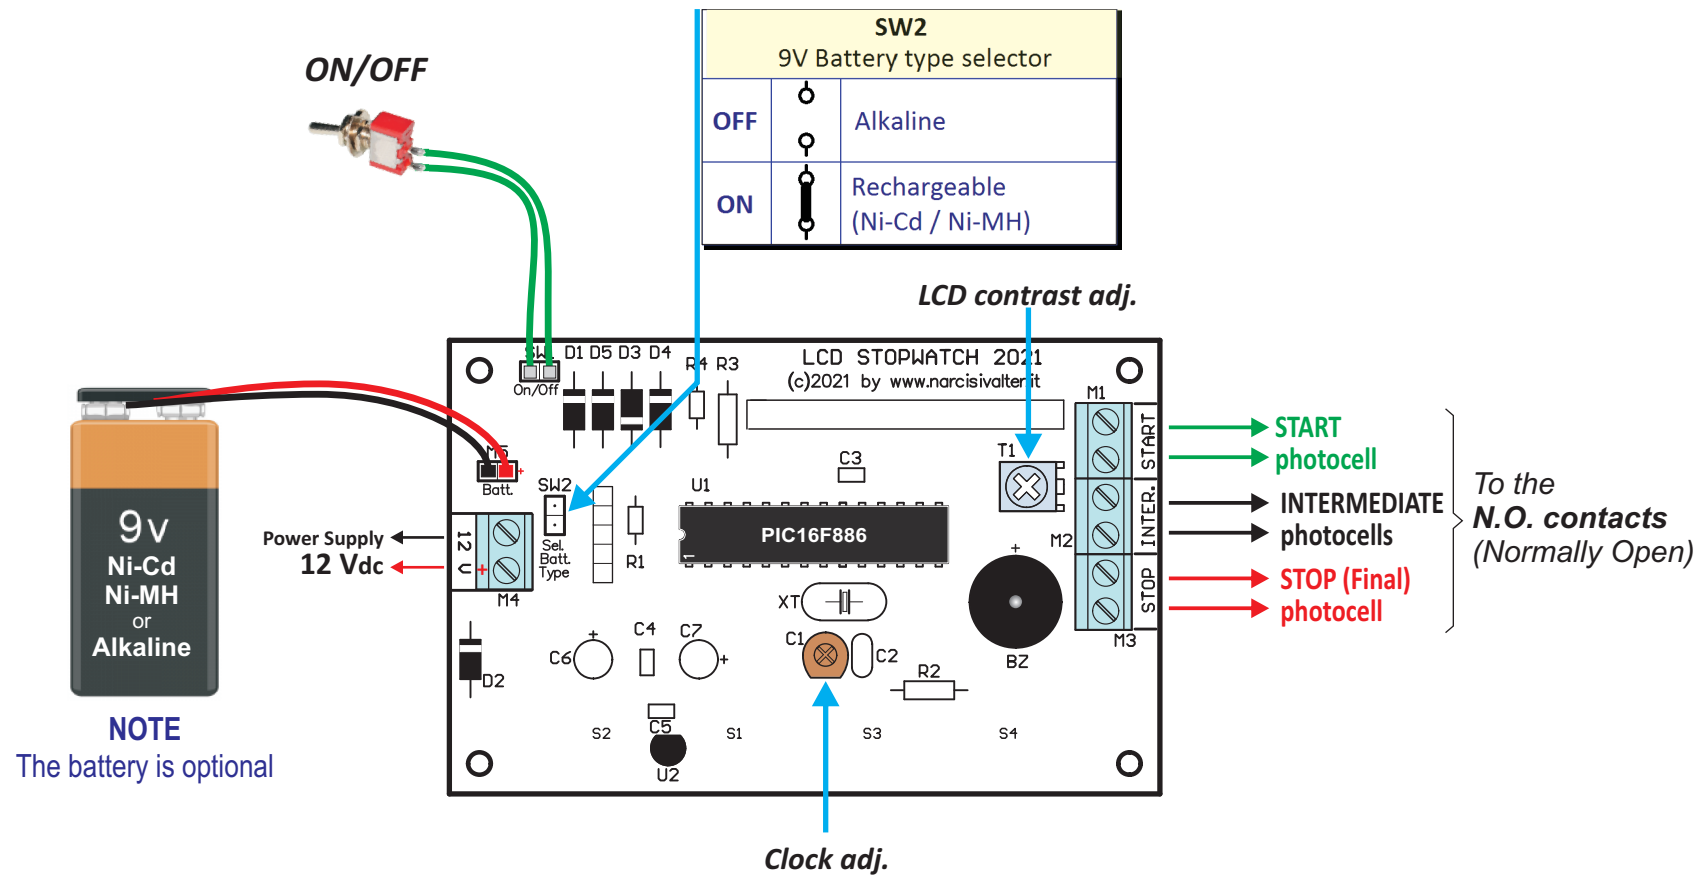 SW2
9V Battery type selector
OFF
Alkaline
ON
Rechargeable
(Ni-Cd / Ni-MH)
ON/OFF
LCD contrast adj.
LCD STOPWATCH 2021
(c)2021 by www.narcisivalter.it
On/Off
D1 D5 D3 D4
R4 R3
M1
START
START
photocell
T1
C3
M5
+
Batt.
SW2
U1
PIC16F886
1
INTER.
INTERMEDIATE
photocells
To the
N.O. contacts
(Normally Open)
9v
Ni-Cd
Ni-MH
or
Alkaline
Power Supply
12 Vdc
12 V
+
M4
Sel.
Batt.
Type
R1
M2
+
STOP
STOP (Final)
photocell
M3
XT
BZ
C1
C2
R2
C4
C7
+
C6
+
D2
C5
U2
S2
S1
S3
S4
NOTE
The battery is optional
Clock adj.